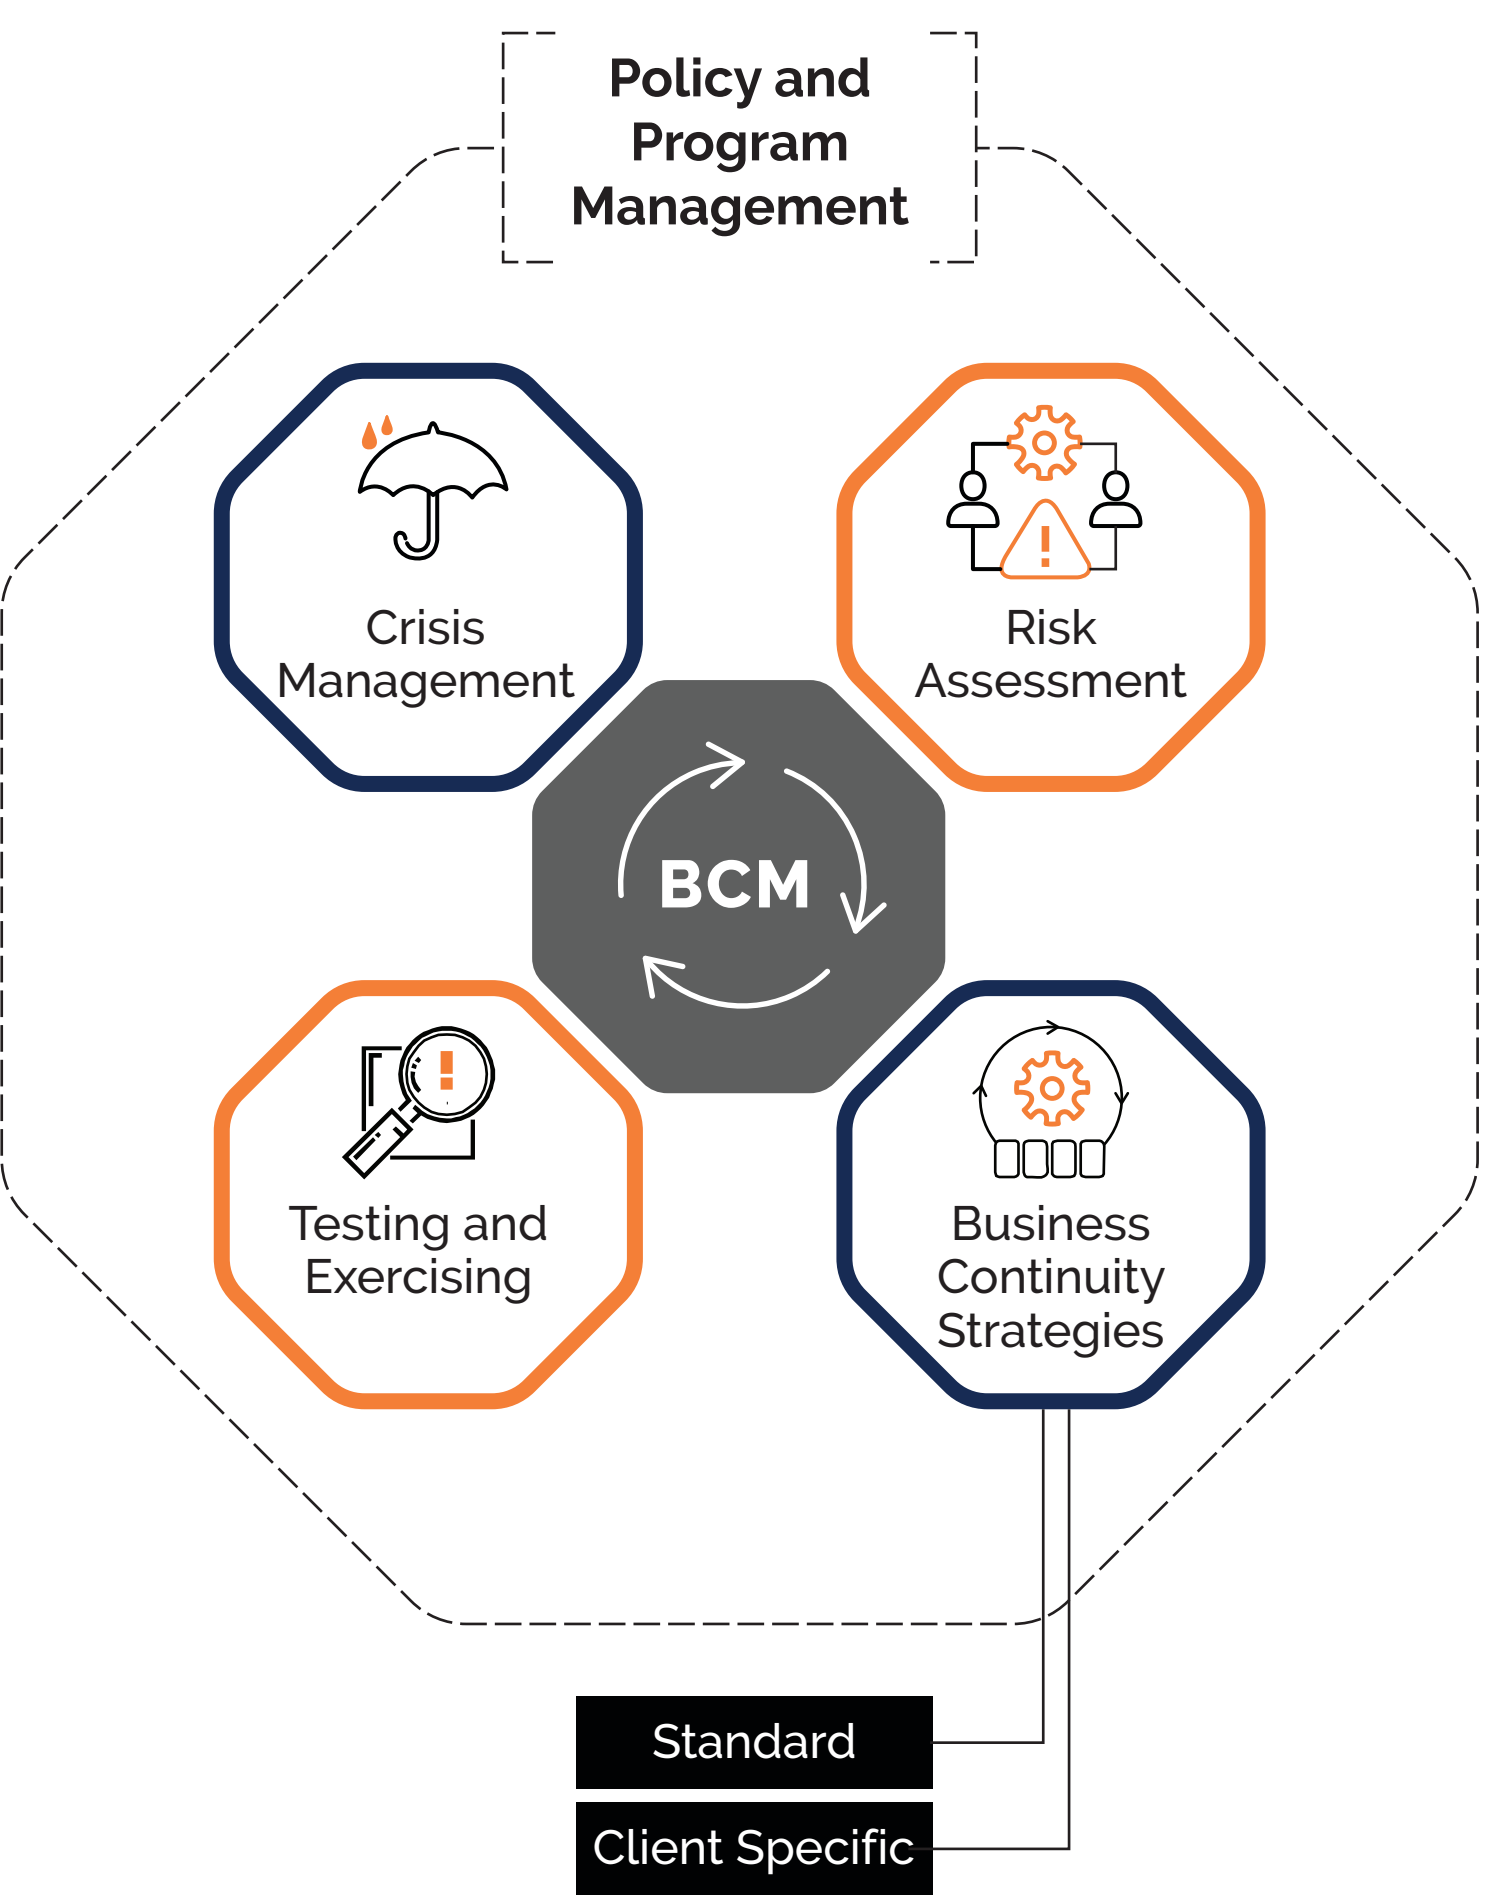 Policy and
Program
Management
Crisis
Management
Risk
Assessment
BCM
Testing and
Exercising
Business
Continuity
Strategies
Standard
Client Specific